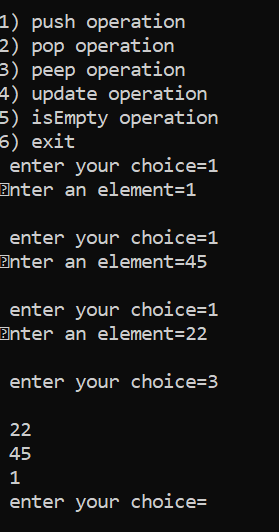 1) push operation
2) pop operation
3) peep operation
4) update operation
5) isEmpty operation
6) exit
enter your choice=1
␛nter an element=1
enter your choice=1
␛nter an element=45
enter your choice=1
␛nter an element=22
enter your choice=3
22
45
1
enter your choice=